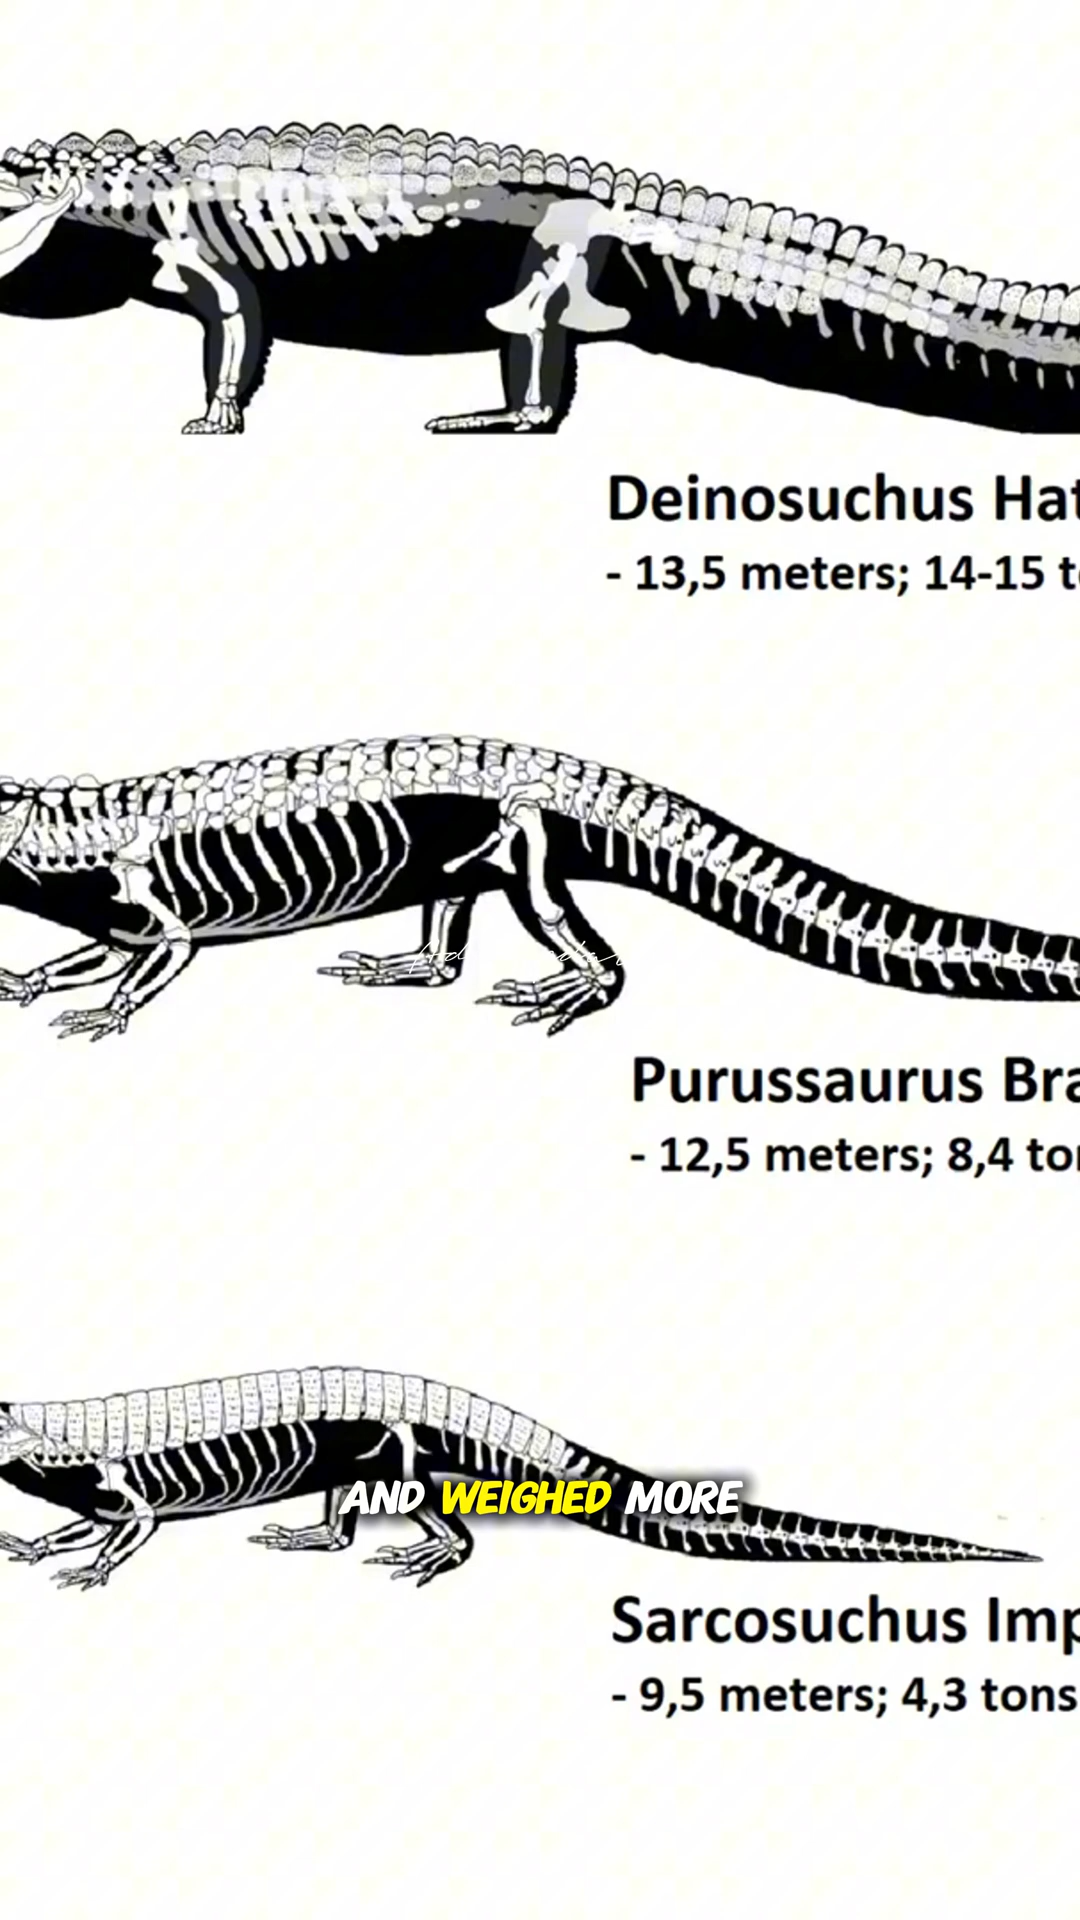 Deinosuchus Hat
- 13,5 meters; 14-15 t
Purussaurus Bra
- 12,5 meters; 8,4 to
AND WEIGHED MORE
Sarcosuchus Imp
- 9,5 meters; 4,3 tons